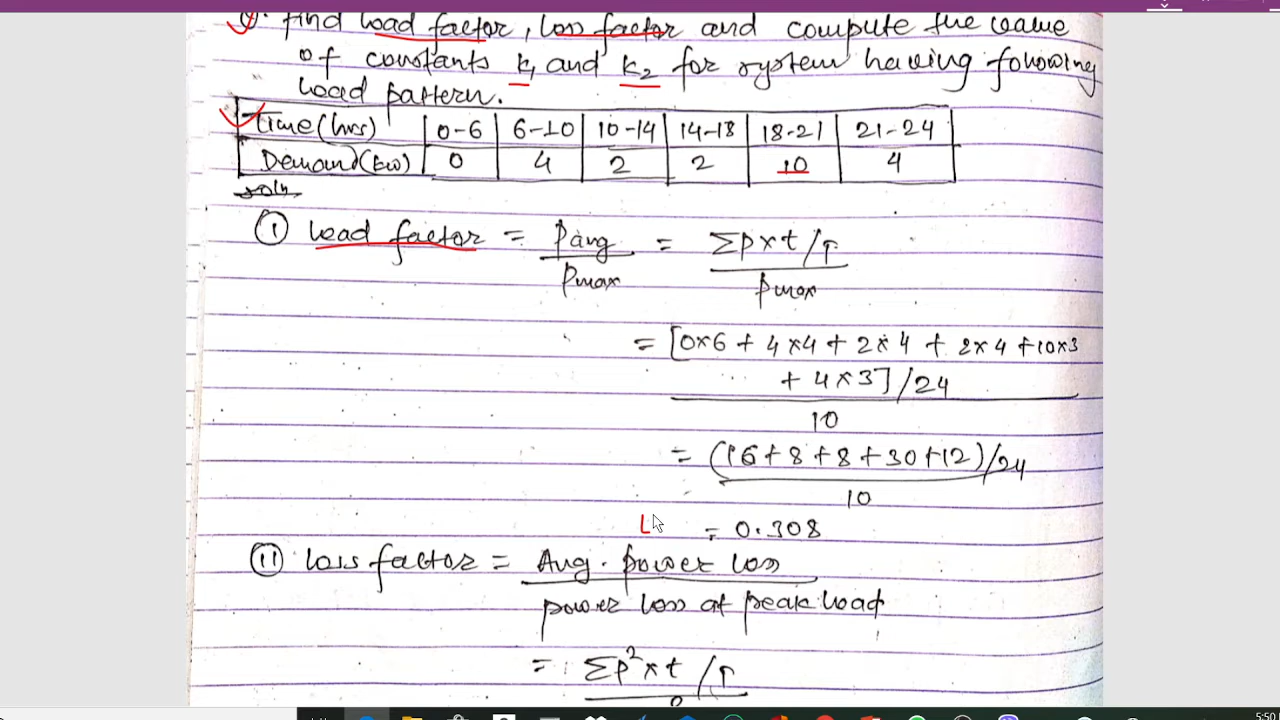 Q. find load factor, loss factor and compute the value
of constants k1 and k2 for system having following
load pattern.
Time(hrs) 0-6 6-10 10-14 14-18 18-21 21-24
Demand(kw) 0 4 2 2 10 4
soln
① load factor = Pavg / Pmax = Σp×t/T / Pmax
= [0×6 + 4×4 + 2×4 + 2×4 + 10×3
+ 4×3]/24
10
= (16+8+8+30+12)/24
10
L = 0.308
② loss factor = Avg. power loss
power loss at peak load
= Σp²×t/T
5:50